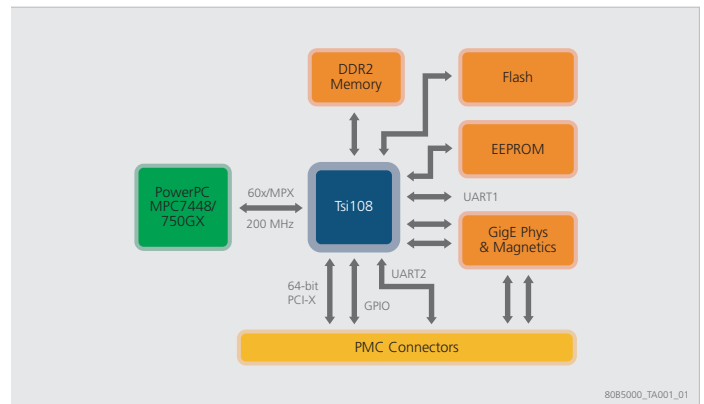 DDR2
Memory
Flash
EEPROM
PowerPC
MPC7448/
750GX
60x/MPX
200 MHz
Tsi108
UART1
GigE Phys
& Magnetics
UART2
64-bit
PCI-X
GPIO
PMC Connectors
80B5000_TA001_01